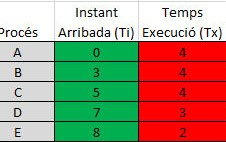 Instant Temps
Procés Arribada (Ti) Execució (Tx)
A 0 4
B 3 4
C 5 4
D 7 3
E 8 2